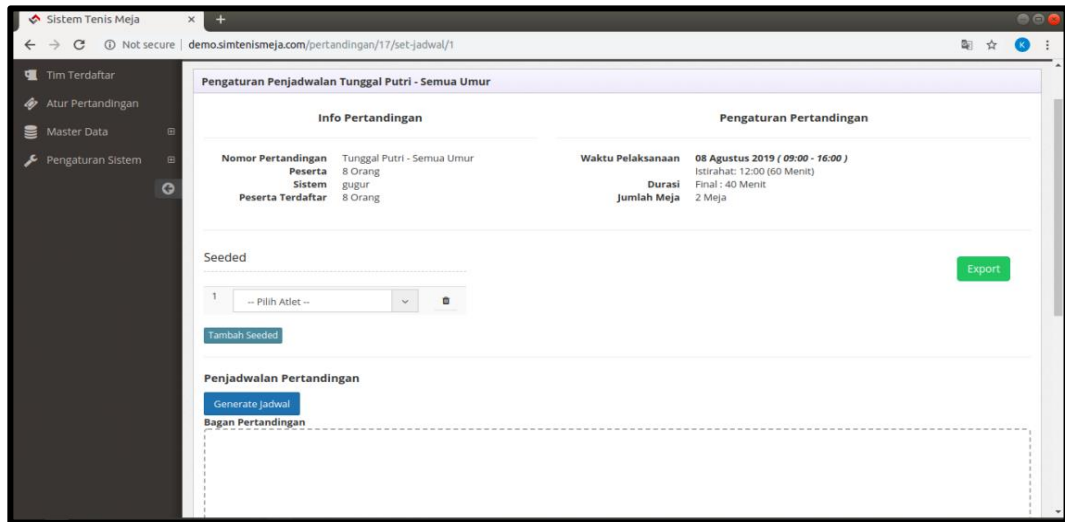 Sistem Tenis Meja
Not secure | demo.simtenismeja.com/pertandingan/17/set-jadwal/1
K
Tim Terdaftar
Atur Pertandingan
Master Data
Pengaturan Sistem
Pengaturan Penjadwalan Tunggal Putri - Semua Umur
Info Pertandingan
Nomor Pertandingan Tunggal Putri - Semua Umur
Peserta 8 Orang
Sistem gugur
Peserta Terdaftar 8 Orang
Pengaturan Pertandingan
Waktu Pelaksanaan 08 Agustus 2019 ( 09:00 - 16:00 )
Istirahat: 12:00 (60 Menit)
Durasi Final : 40 Menit
Jumlah Meja 2 Meja
Seeded
Export
1 -- Pilih Atlet --
Tambah Seeded
Penjadwalan Pertandingan
Generate Jadwal
Bagan Pertandingan